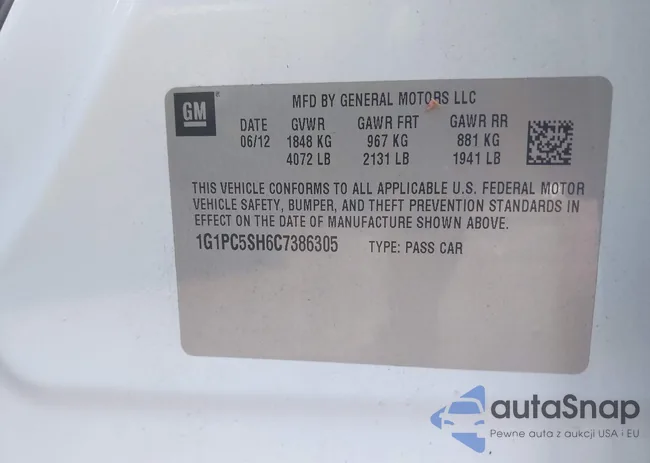 GM
MFD BY GENERAL MOTORS LLC
DATE GVWR GAWR FRT GAWR RR
06/12 1848 KG 967 KG 881 KG
4072 LB 2131 LB 1941 LB
THIS VEHICLE CONFORMS TO ALL APPLICABLE U.S. FEDERAL MOTOR
VEHICLE SAFETY, BUMPER, AND THEFT PREVENTION STANDARDS IN
EFFECT ON THE DATE OF MANUFACTURE SHOWN ABOVE.
1G1PC5SH6C7386305 TYPE: PASS CAR
autoSnap
Pewne auta z aukcji USA i EU